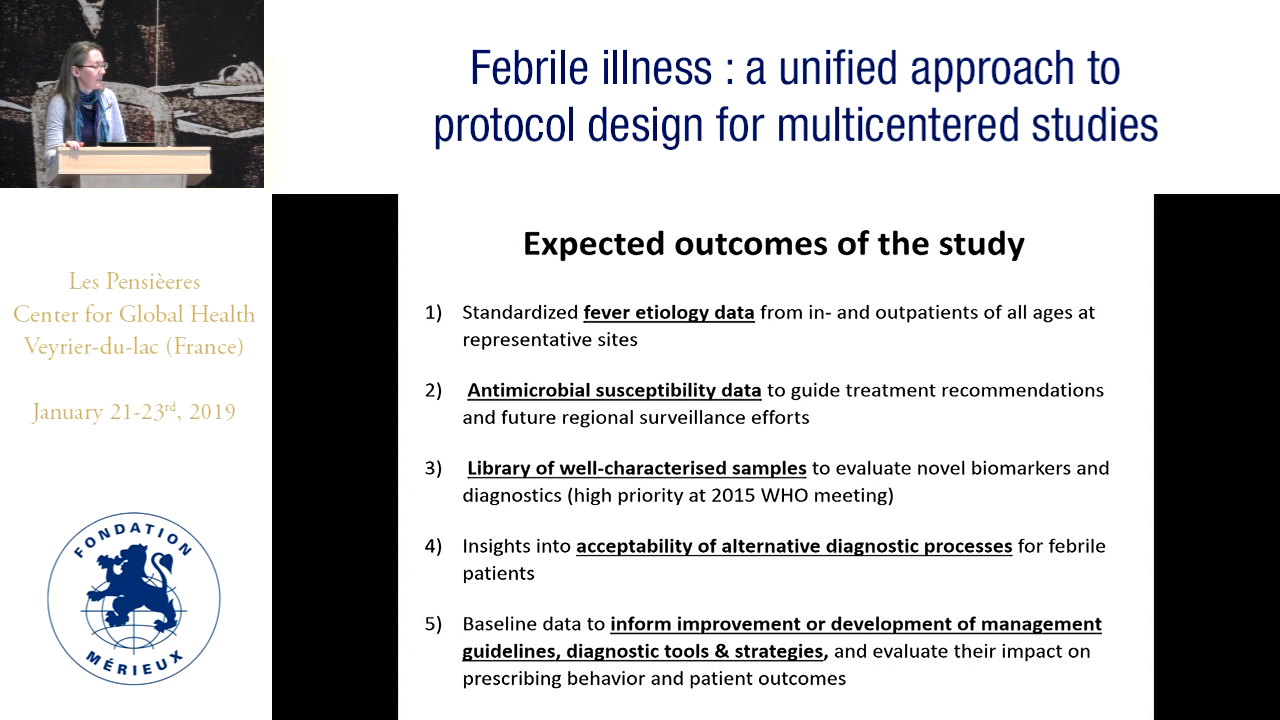 Febrile illness : a unified approach to
protocol design for multicentered studies
Les Pensièeres
Center for Global Health
Veyrier-du-lac (France)
January 21-23rd, 2019
FONDATION
MÉRIEUX
Expected outcomes of the study
1) Standardized fever etiology data from in- and outpatients of all ages at
representative sites
2) Antimicrobial susceptibility data to guide treatment recommendations
and future regional surveillance efforts
3) Library of well-characterised samples to evaluate novel biomarkers and
diagnostics (high priority at 2015 WHO meeting)
4) Insights into acceptability of alternative diagnostic processes for febrile
patients
5) Baseline data to inform improvement or development of management
guidelines, diagnostic tools & strategies, and evaluate their impact on
prescribing behavior and patient outcomes